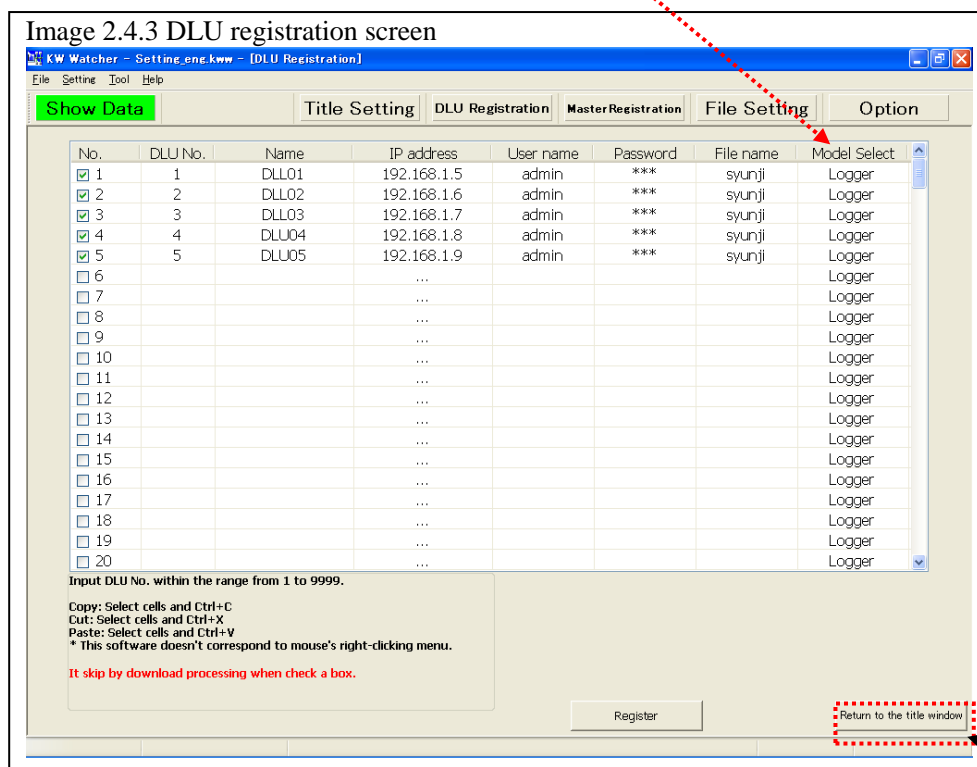 Image 2.4.3 DLU registration screen
KW Watcher - Setting_eng.kww - [DLU Registration]
File Setting Tool Help
Show Data Title Setting DLU Registration MasterRegistration File Setting Option
No. DLU No. Name IP address User name Password File name Model Select
1 1 DLL01 192.168.1.5 admin *** syunji Logger
2 2 DLL02 192.168.1.6 admin *** syunji Logger
3 3 DLL03 192.168.1.7 admin *** syunji Logger
4 4 DLU04 192.168.1.8 admin *** syunji Logger
5 5 DLU05 192.168.1.9 admin *** syunji Logger
6 ... Logger
7 ... Logger
8 ... Logger
9 ... Logger
10 ... Logger
11 ... Logger
12 ... Logger
13 ... Logger
14 ... Logger
15 ... Logger
16 ... Logger
17 ... Logger
18 ... Logger
19 ... Logger
20 ... Logger
Input DLU No. within the range from 1 to 9999.
Copy: Select cells and Ctrl+C
Cut: Select cells and Ctrl+X
Paste: Select cells and Ctrl+V
* This software doesn't correspond to mouse's right-clicking menu.
It skip by download processing when check a box.
Register
Return to the title window